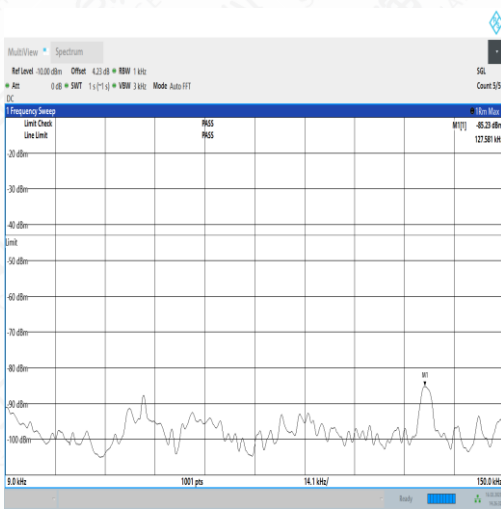 MultiView Spectrum
Ref Level -10.00 dBm Offset 4.23 dB RBW 1 kHz SGL
Att 0 dB SWT 1 s (~1 s) VBW 3 kHz Mode Auto FFT Count 5/5
DC
1 Frequency Sweep 1Rm Max
Limit Check PASS M1[1] -85.23 dBm
Line Limit PASS 127.581 kHz
-20 dBm
-30 dBm
-40 dBm
Limit
-50 dBm
-60 dBm
-70 dBm
-80 dBm
M1
-90 dBm
-100 dBm
9.0 kHz 1001 pts 14.1 kHz/ 150.0 kHz
Ready